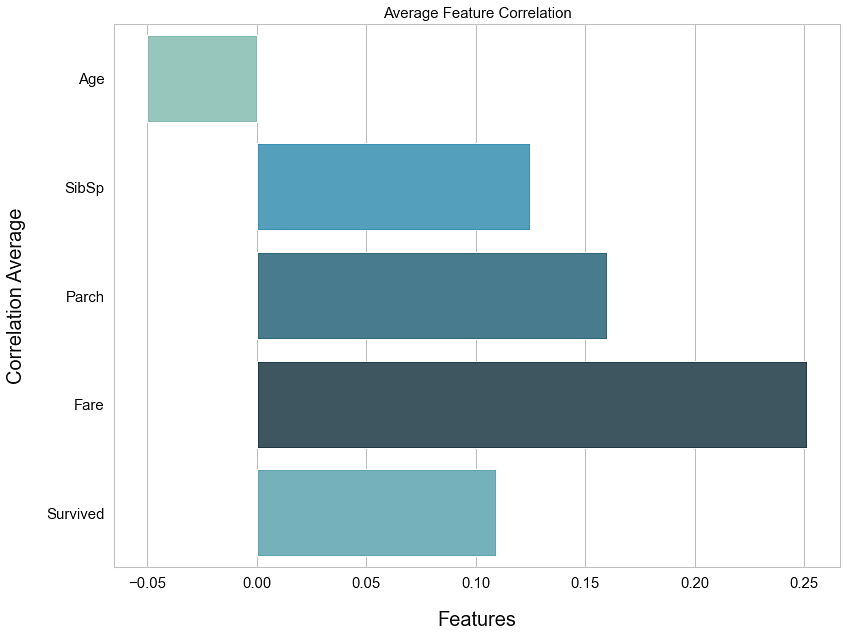 Average Feature Correlation
Correlation Average
Age
SibSp
Parch
Fare
Survived
−0.05 0.00 0.05 0.10 0.15 0.20 0.25
Features